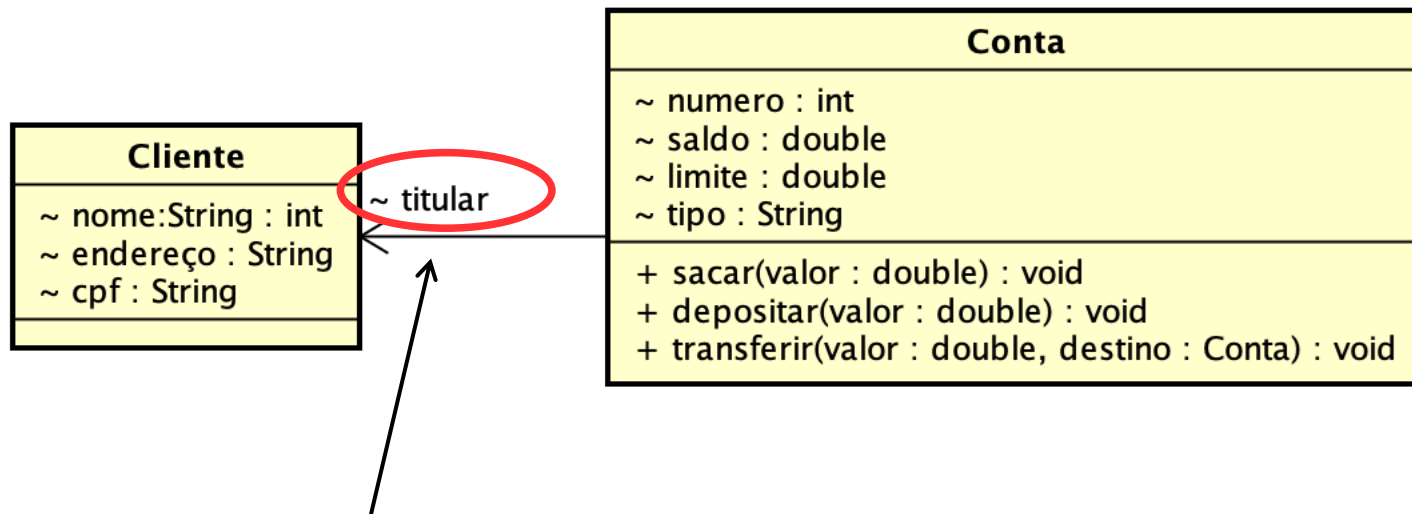 Cliente
~ nome:String : int
~ endereço : String
~ cpf : String
~ titular
Conta
~ numero : int
~ saldo : double
~ limite : double
~ tipo : String
+ sacar(valor : double) : void
+ depositar(valor : double) : void
+ transferir(valor : double, destino : Conta) : void